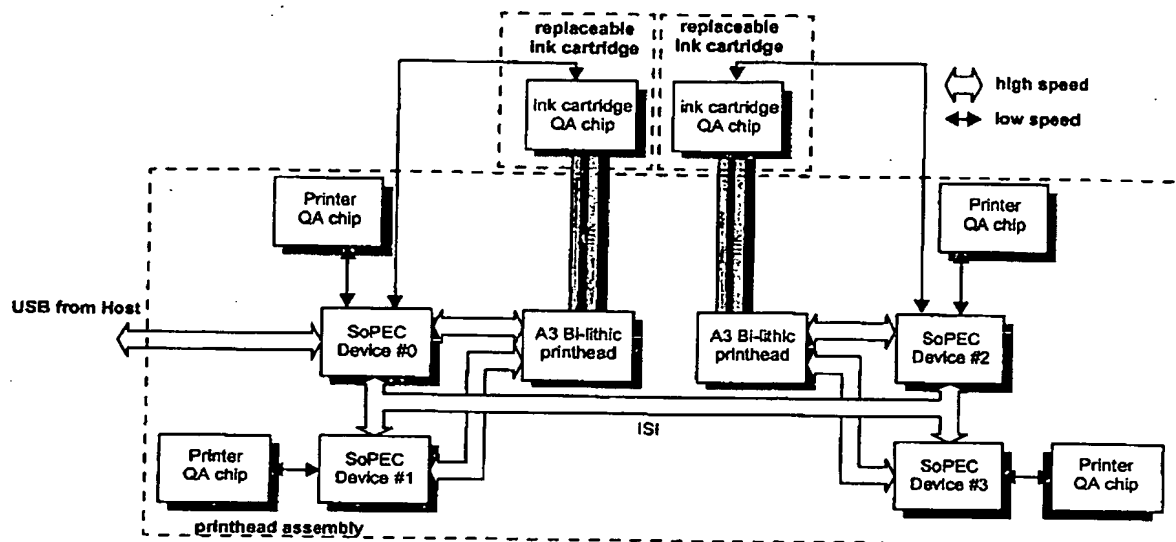 replaceable
ink cartridge
replaceable
ink cartridge
ink cartridge
QA chip
ink cartridge
QA chip
high speed
low speed
Printer
QA chip
Printer
QA chip
USB from Host
SoPEC
Device #0
A3 Bi-lithic
printhead
A3 Bi-lithic
printhead
SoPEC
Device #2
ISI
Printer
QA chip
SoPEC
Device #1
SoPEC
Device #3
Printer
QA chip
printhead assembly